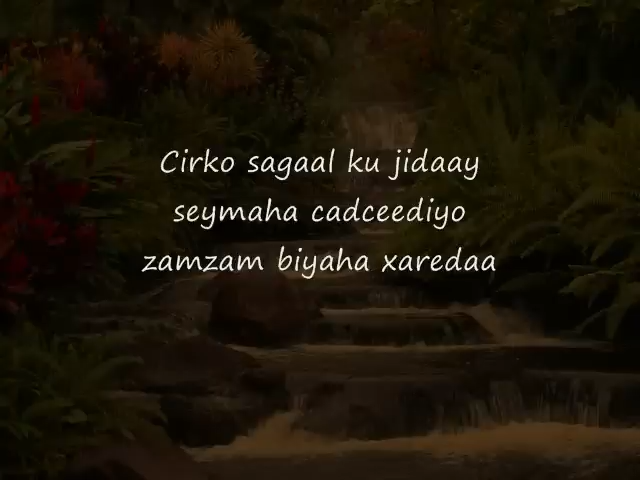 Cirko sagaal ku jidaay
seymaha cadceediyo
zamzam biyaha xaredaa